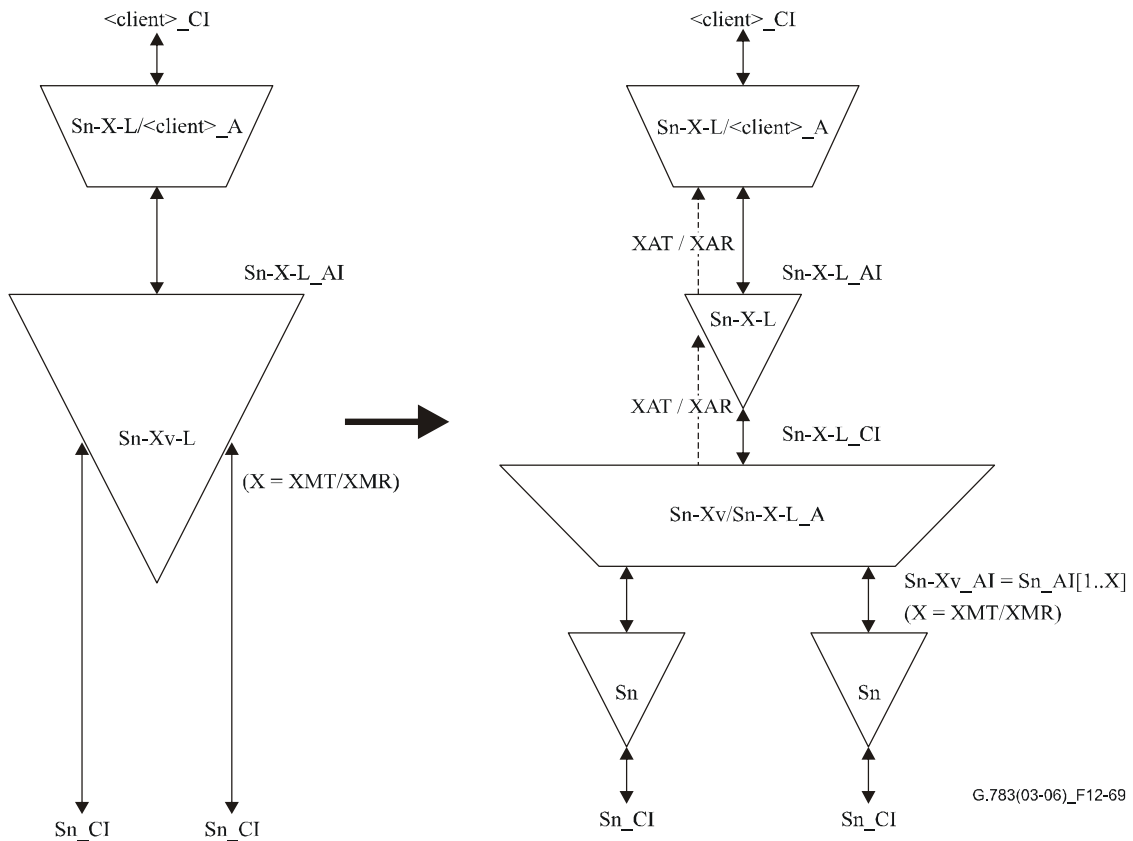 <client>_CI
Sn-X-L/<client>_A
Sn-X-L_AI
Sn-Xv-L
(X = XMT/XMR)
Sn_CI
Sn_CI
<client>_CI
Sn-X-L/<client>_A
XAT / XAR
Sn-X-L_AI
Sn-X-L
XAT / XAR
Sn-X-L_CI
Sn-Xv/Sn-X-L_A
Sn-Xv_AI = Sn_AI[1..X]
(X = XMT/XMR)
Sn
Sn
Sn_CI
Sn_CI
G.783(03-06)_F12-69